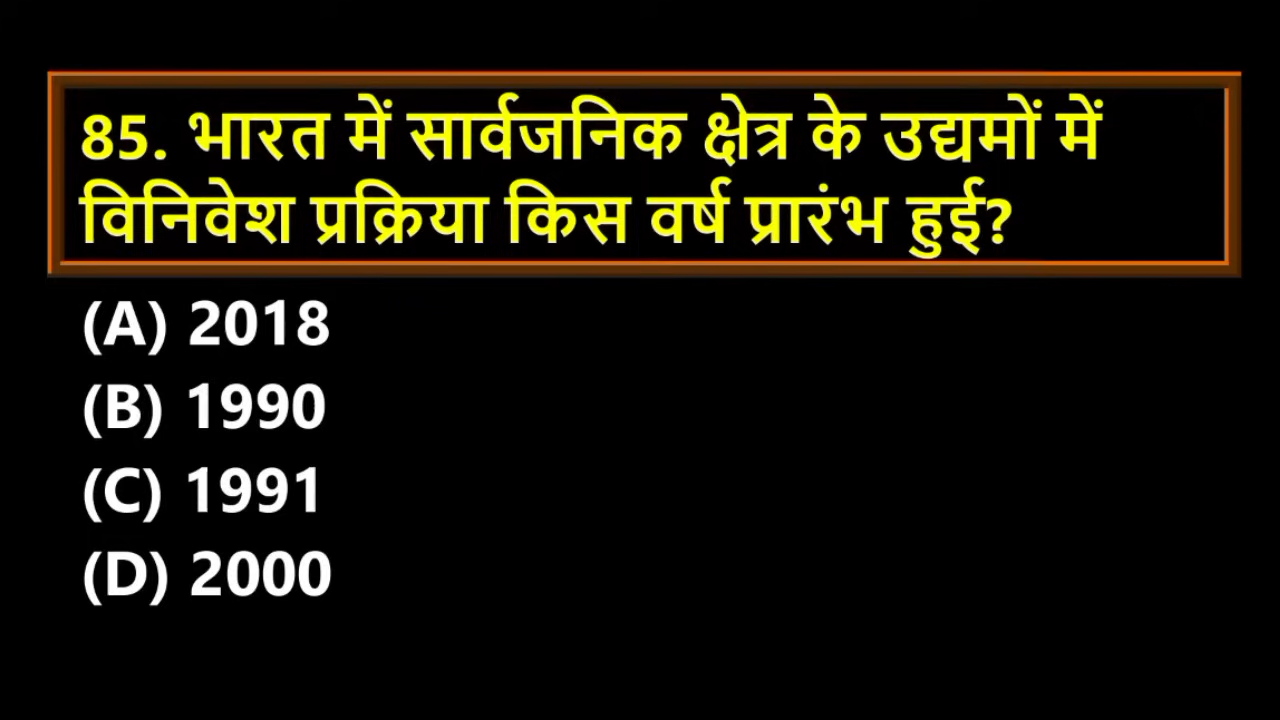 85. भारत में सार्वजनिक क्षेत्र के उद्यमों में
विनिवेश प्रक्रिया किस वर्ष प्रारंभ हुई?
(A) 2018
(B) 1990
(C) 1991
(D) 2000